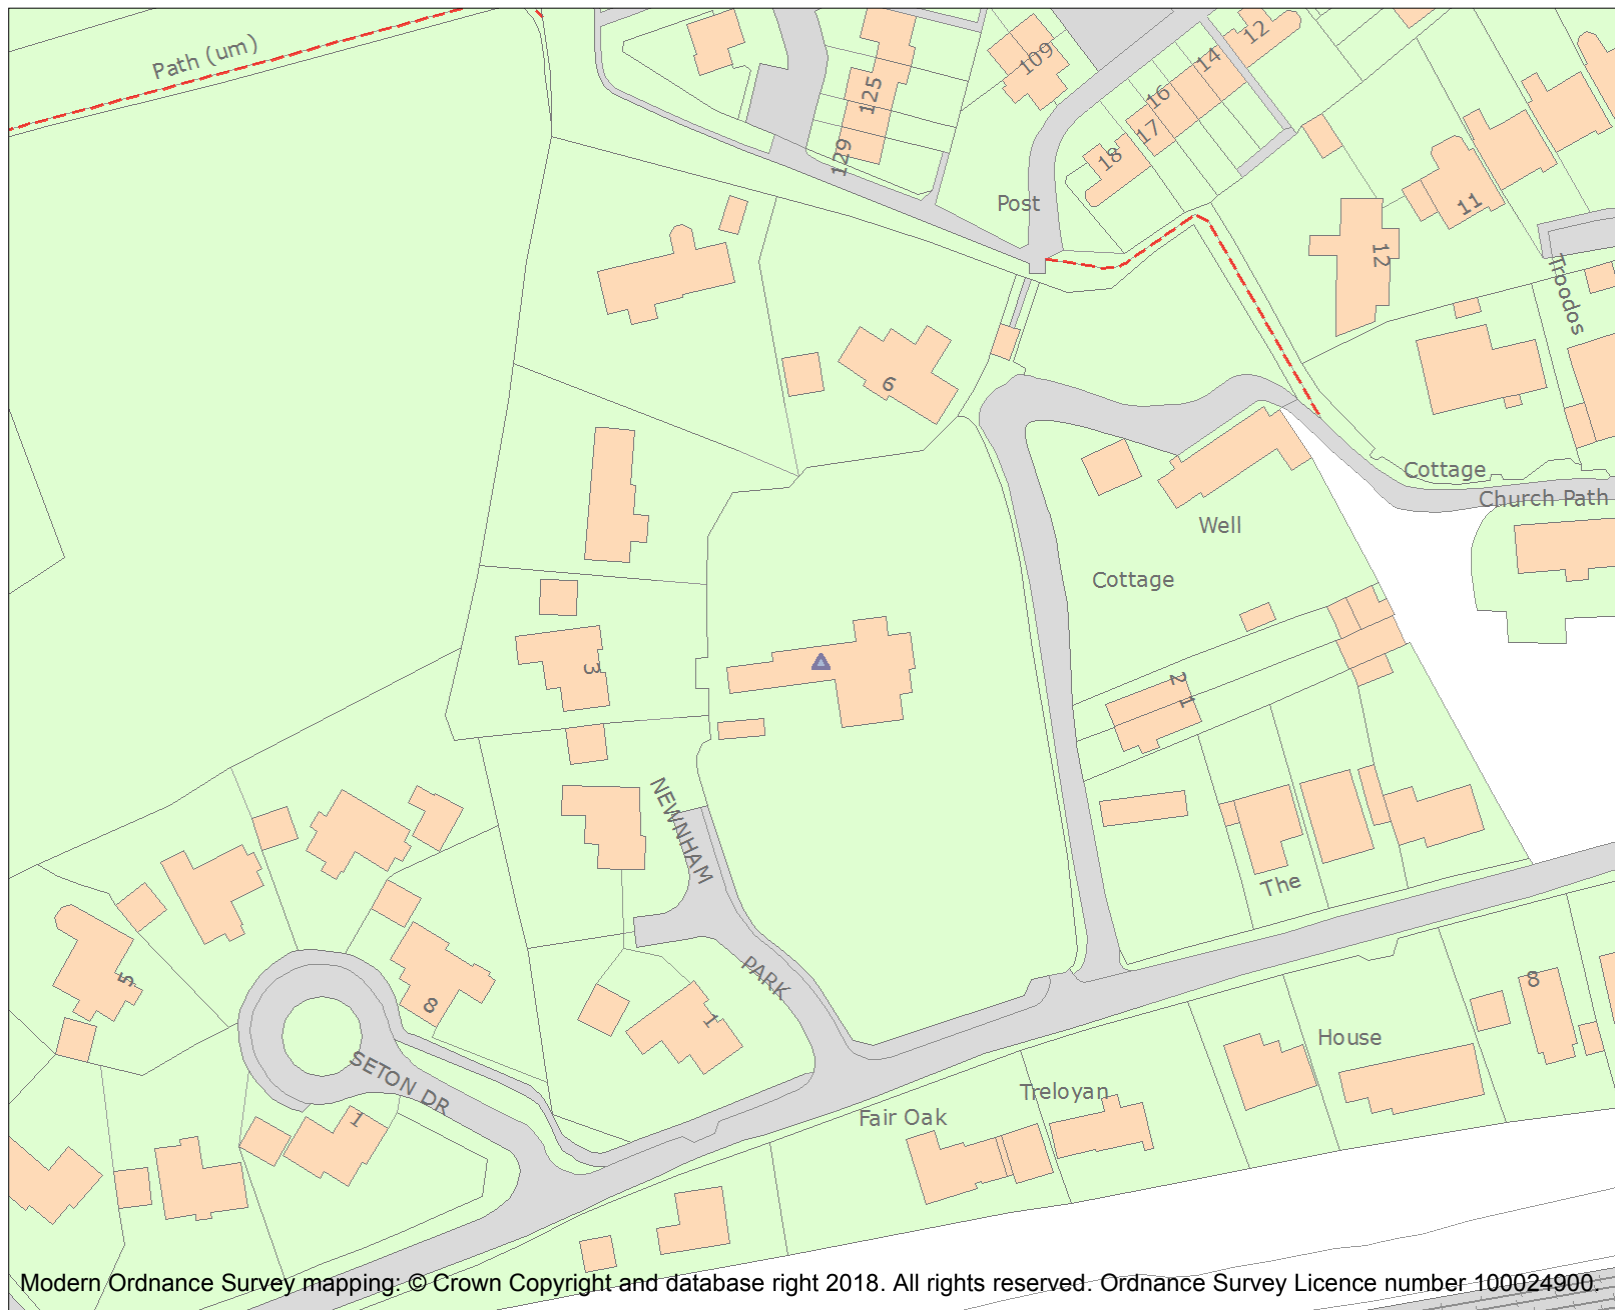 Path (um)
125
129
109
12
14
16
17
18
Post
11
12
Troodos
6
Cottage
Church Path
Well
Cottage
3
2
1
NEWNHAM
PARK
The
5
8
1
8
House
SETON DR
Treloyan
Fair Oak
1
Modern Ordnance Survey mapping: © Crown Copyright and database right 2018. All rights reserved. Ordnance Survey Licence number 100024900.